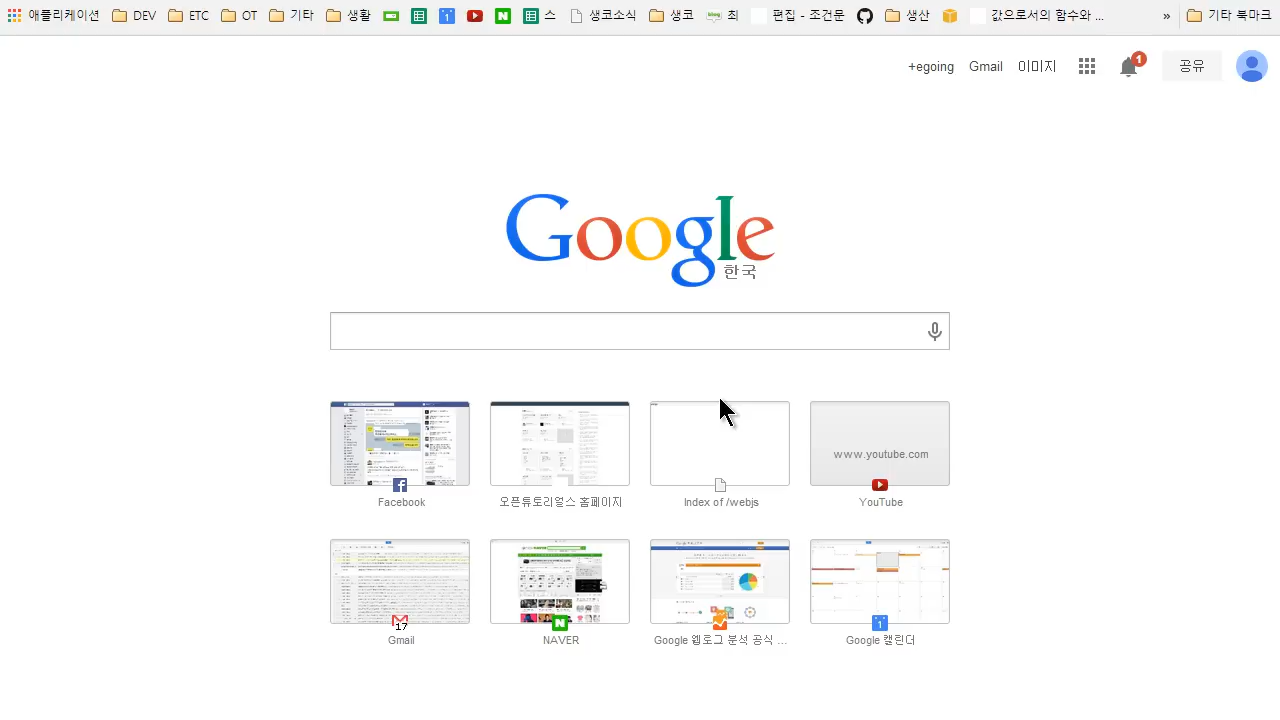 애플리케이션 DEV ETC OT 기타 생활 스 생코소식 생코 최 편집 - 조건문 생산 값으로서의 함수와 ... » 기타 북마크
+egoing Gmail 이미지 1 공유
Google
한국
www.youtube.com
Facebook 오픈튜토리얼스 홈페이지 Index of /webjs YouTube
17
Gmail NAVER Google 웹로그 분석 공식 ... Google 캘린더